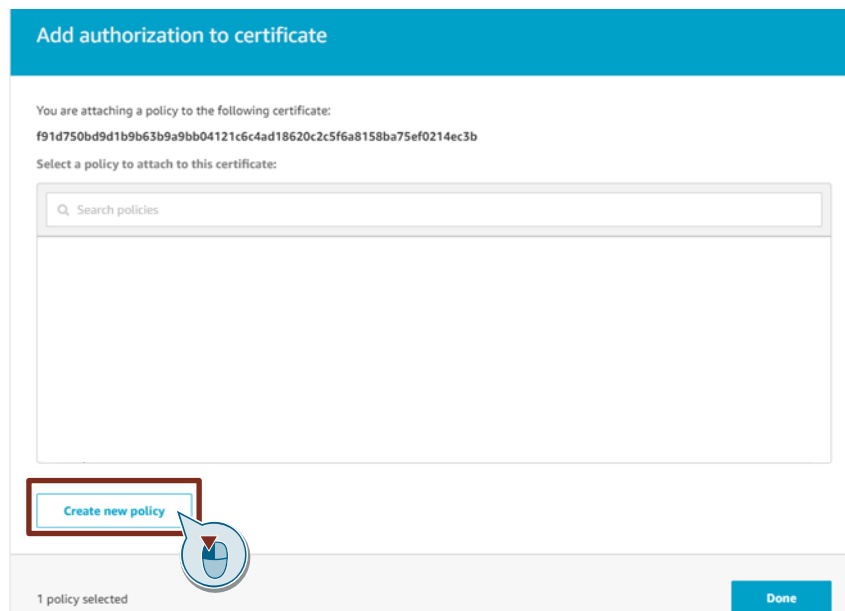 Add authorization to certificate
You are attaching a policy to the following certificate:
f91d750bd9d1b9b63b9a9bb04121c6c4ad18620c2c5f6a8158ba75ef0214ec3b
Select a policy to attach to this certificate:
Search policies
Create new policy
1 policy selected
Done